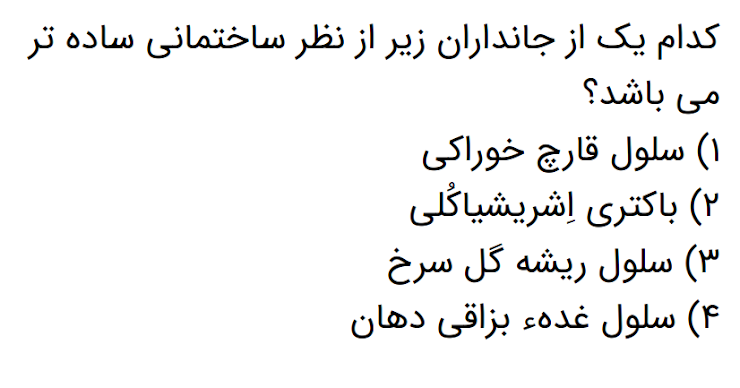 کدام یک از جانداران زیر از نظر ساختمانی ساده تر
می باشد؟
۱) سلول قارچ خوراکی
۲) باکتری اِشریشیاکُلی
۳) سلول ریشه گل سرخ
۴) سلول غدهء بزاقی دهان